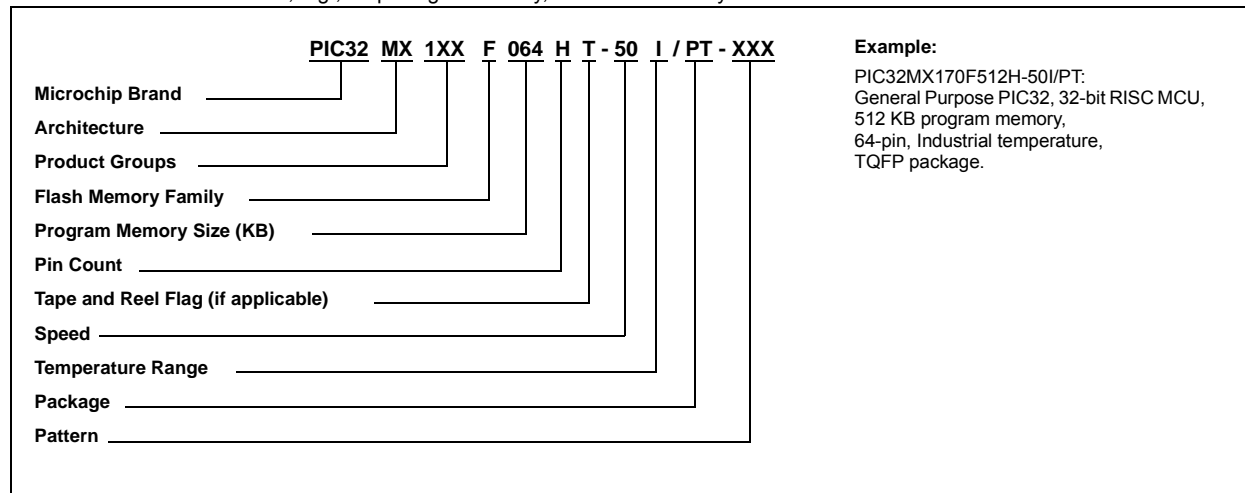 PIC32 MX 1XX F 064 H T - 50 I / PT - XXX
Microchip Brand
Architecture
Product Groups
Flash Memory Family
Program Memory Size (KB)
Pin Count
Tape and Reel Flag (if applicable)
Speed
Temperature Range
Package
Pattern
Example:
PIC32MX170F512H-50I/PT:
General Purpose PIC32, 32-bit RISC MCU,
512 KB program memory,
64-pin, Industrial temperature,
TQFP package.